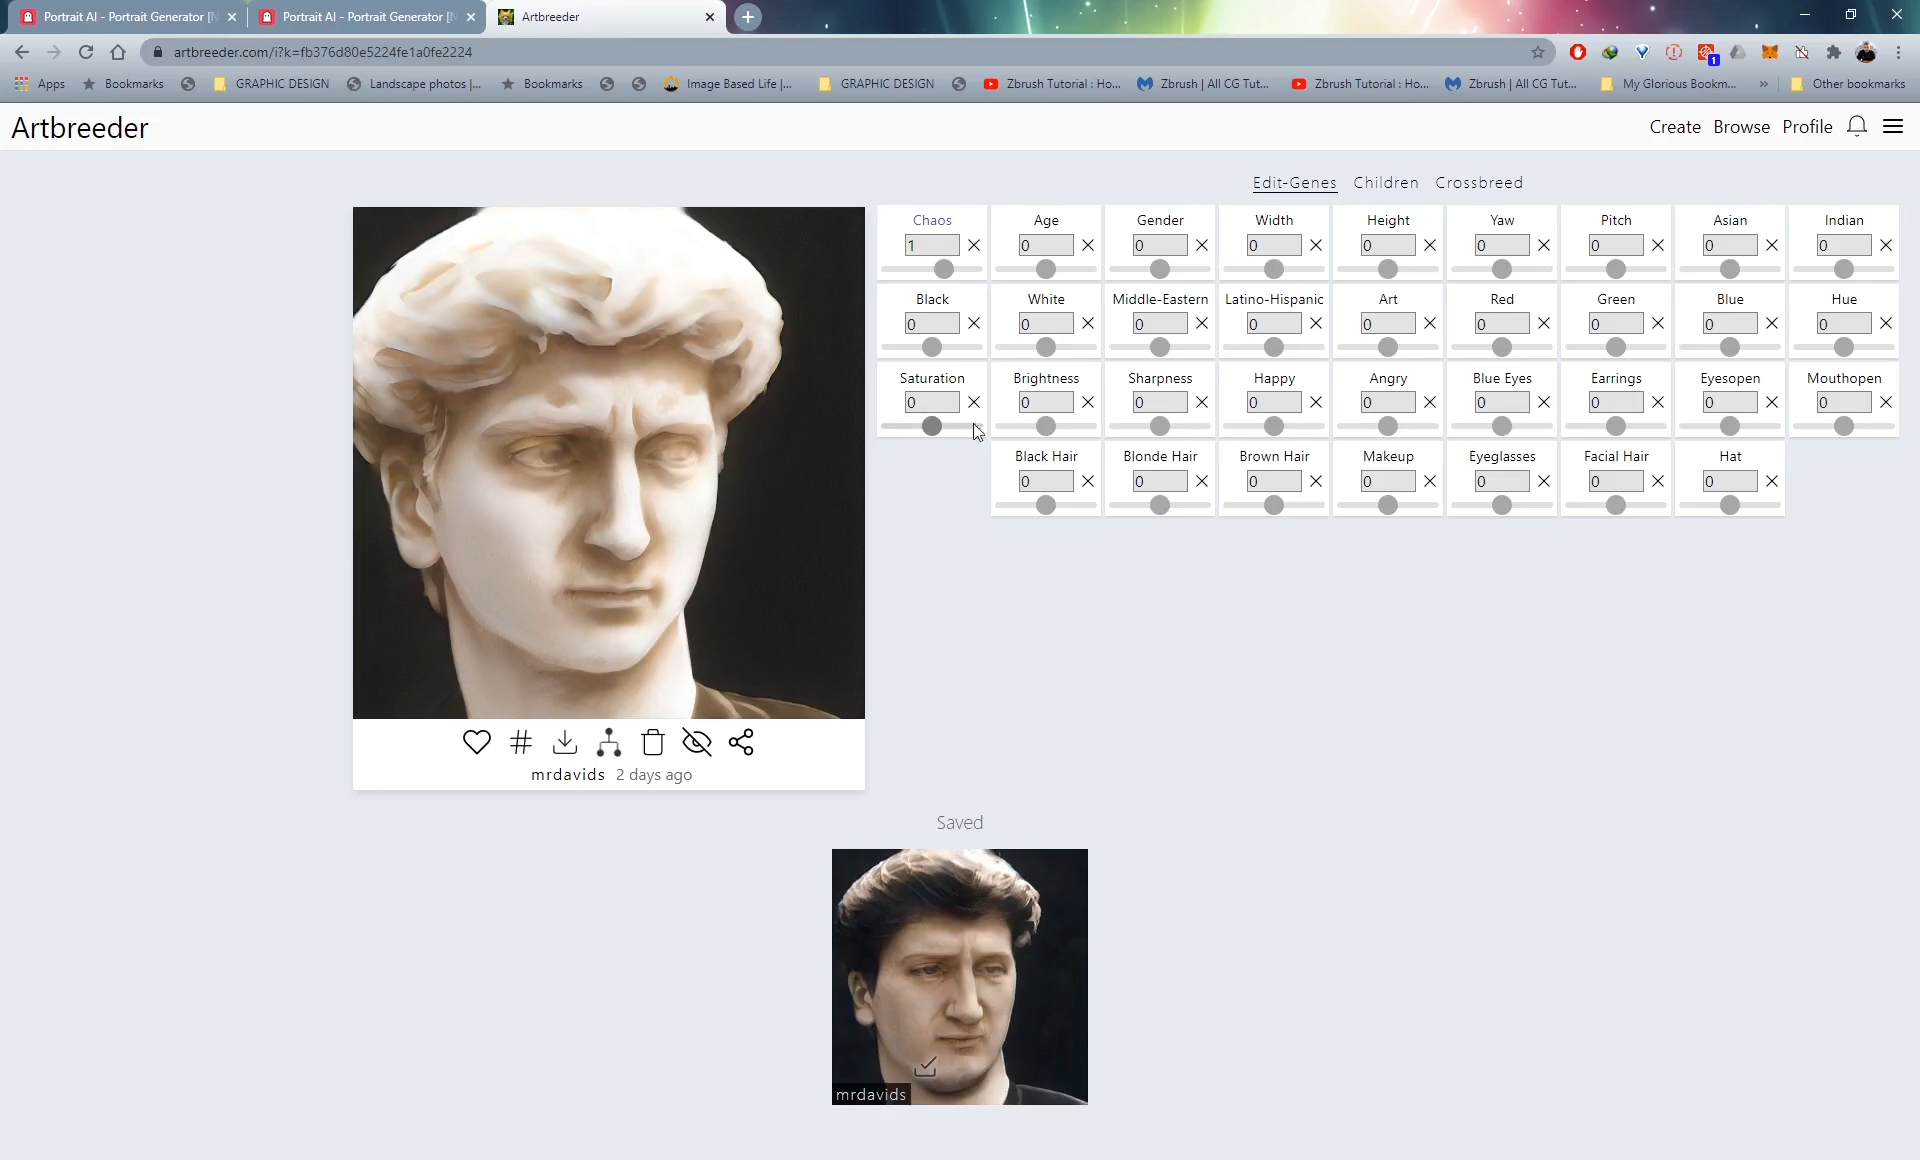 Portrait AI - Portrait Generator [N
Portrait AI - Portrait Generator [N
Artbreeder
artbreeder.com/i?k=fb376d80e5224fe1a0fe2224
1
Apps
Bookmarks
GRAPHIC DESIGN
Landscape photos |...
Bookmarks
Image Based Life |...
GRAPHIC DESIGN
Zbrush Tutorial : Ho...
Zbrush | All CG Tut...
Zbrush Tutorial : Ho...
Zbrush | All CG Tut...
My Glorious Bookm...
»
Other bookmarks
Artbreeder
Create Browse Profile
Edit-Genes Children Crossbreed
Chaos Age Gender Width Height Yaw Pitch Asian Indian
1 0 0 0 0 0 0 0 0
Black White Middle-Eastern Latino-Hispanic Art Red Green Blue Hue
0 0 0 0 0 0 0 0 0
Saturation Brightness Sharpness Happy Angry Blue Eyes Earrings Eyesopen Mouthopen
0 0 0 0 0 0 0 0 0
Black Hair Blonde Hair Brown Hair Makeup Eyeglasses Facial Hair Hat
0 0 0 0 0 0 0
mrdavids 2 days ago
Saved
mrdavids